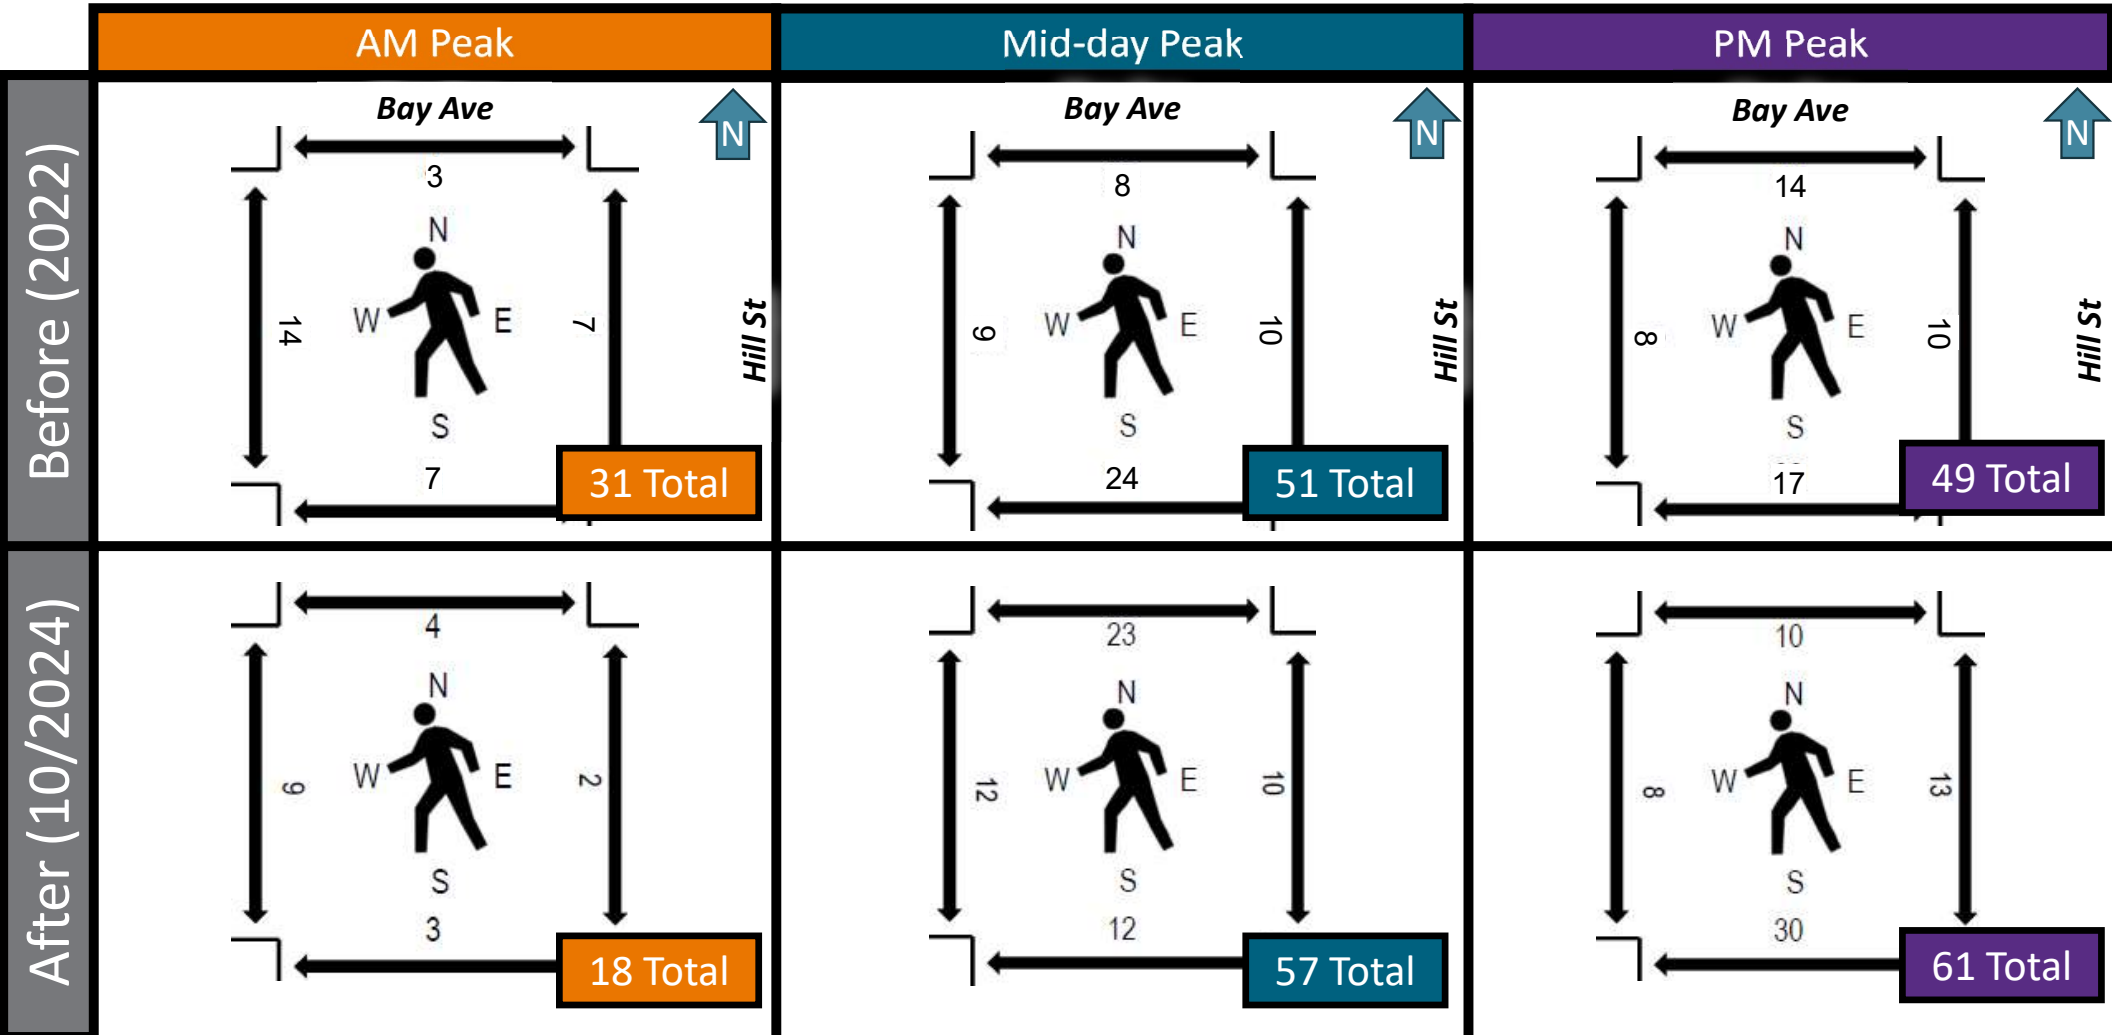 AM Peak
Mid-day Peak
PM Peak
Before (2022)
Bay Ave
N
3
N
14
W
E
7
Hill St
S
7
31 Total
Bay Ave
N
8
N
9
W
E
10
Hill St
S
24
51 Total
Bay Ave
N
14
N
8
W
E
10
Hill St
S
17
49 Total
After (10/2024)
4
N
9
W
E
2
S
3
18 Total
23
N
12
W
E
10
S
12
57 Total
10
N
8
W
E
13
S
30
61 Total